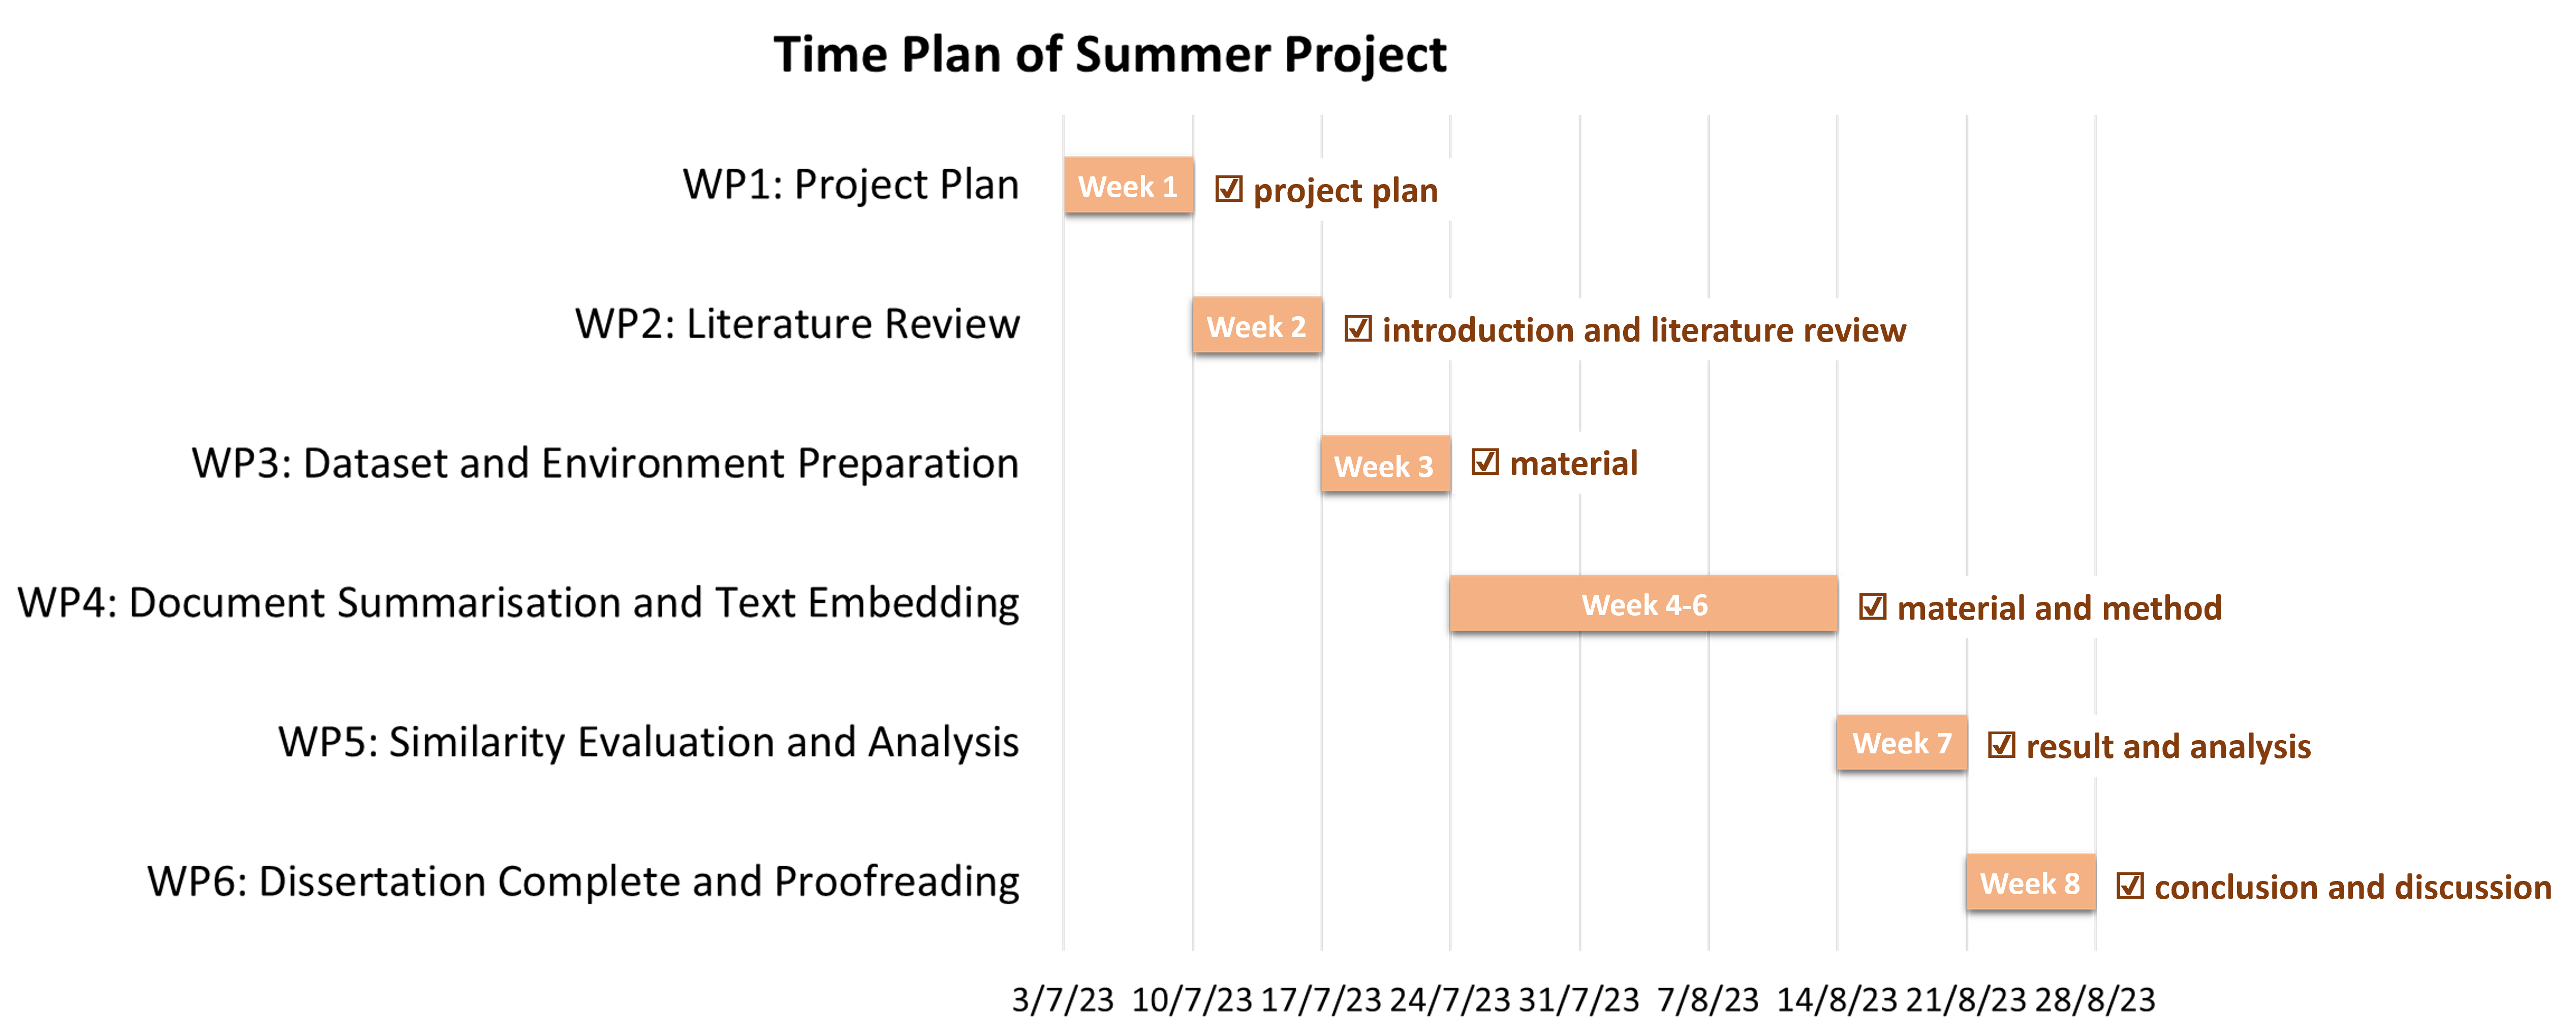 Time Plan of Summer Project
WP1: Project Plan
Week 1
☑ project plan
WP2: Literature Review
Week 2
☑ introduction and literature review
WP3: Dataset and Environment Preparation
Week 3
☑ material
WP4: Document Summarisation and Text Embedding
Week 4-6
☑ material and method
WP5: Similarity Evaluation and Analysis
Week 7
☑ result and analysis
WP6: Dissertation Complete and Proofreading
Week 8
☑ conclusion and discussion
3/7/23 10/7/23 17/7/23 24/7/23 31/7/23 7/8/23 14/8/23 21/8/23 28/8/23